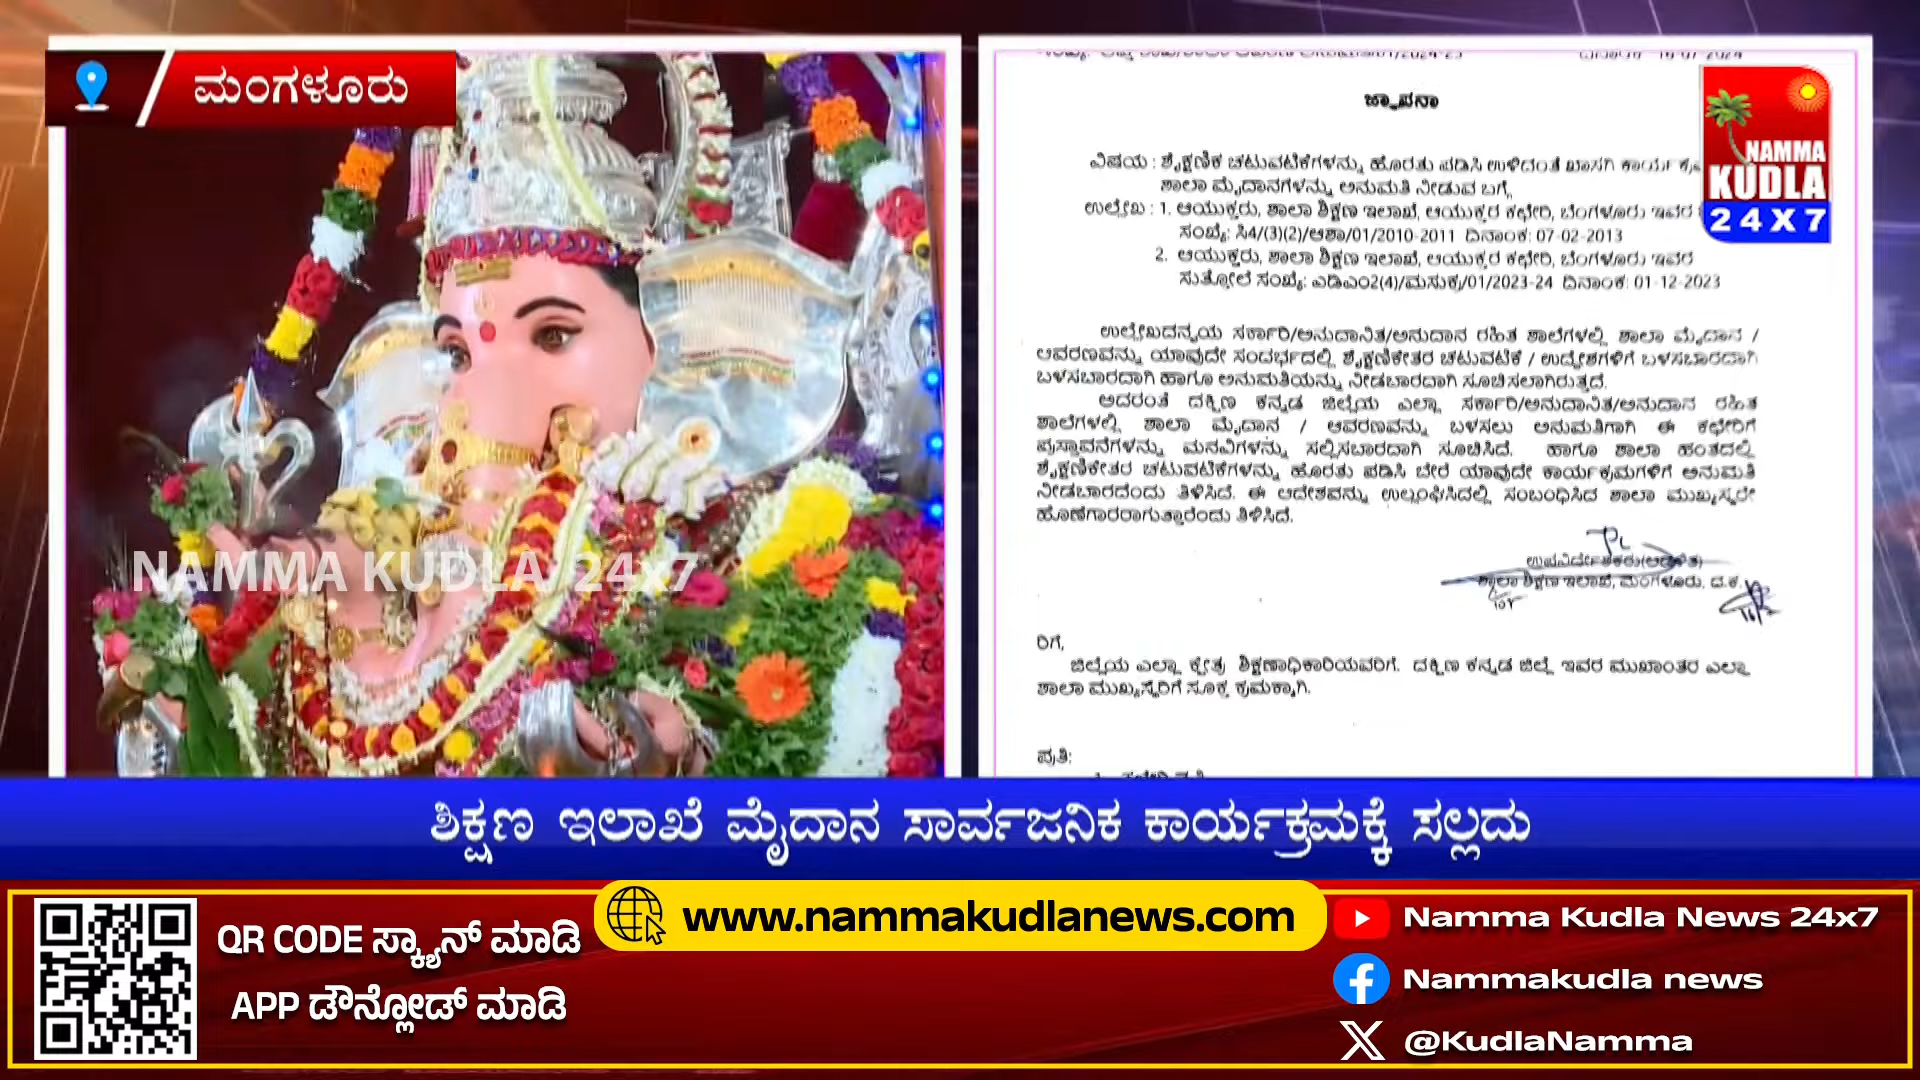 ಮಂಗಳೂರು
ಜ್ಞಾಪನಾ
ವಿಷಯ : ಶೈಕ್ಷಣಿಕ ಚಟುವಟಿಕೆಗಳನ್ನು ಹೊರತು ಪಡಿಸಿ ಉಳಿದಂತೆ ಖಾಸಗಿ ಕಾರ್ಯಕ್ರ
ಶಾಲಾ ಮೈದಾನಗಳನ್ನು ಅನುಮತಿ ನೀಡುವ ಬಗ್ಗೆ
ಉಲ್ಲೇಖ : 1. ಆಯುಕ್ತರು, ಶಾಲಾ ಶಿಕ್ಷಣ ಇಲಾಖೆ, ಆಯುಕ್ತರ ಕಛೇರಿ, ಬೆಂಗಳೂರು ಇವರ
ಸಂಖ್ಯೆ: ಸಿ4/(3)(2)/ಆಶಾ/01/2010-2011 ದಿನಾಂಕ: 07-02-2013
2. ಆಯುಕ್ತರು, ಶಾಲಾ ಶಿಕ್ಷಣ ಇಲಾಖೆ, ಆಯುಕ್ತರ ಕಛೇರಿ, ಬೆಂಗಳೂರು ಇವರ
ಸುತ್ತೋಲೆ ಸಂಖ್ಯೆ: ಎಡಿಎಂ2(4)/ಮಸುಕ್ರ/01/2023-24 ದಿನಾಂಕ: 01-12-2023
ಉಲ್ಲೇಖದನ್ವಯ ಸರ್ಕಾರಿ/ಅನುದಾನಿತ/ಅನುದಾನ ರಹಿತ ಶಾಲೆಗಳಲ್ಲಿ ಶಾಲಾ ಮೈದಾನ /
ಆವರಣವನ್ನು ಯಾವುದೇ ಸಂದರ್ಭದಲ್ಲಿ ಶೈಕ್ಷಣಿಕೇತರ ಚಟುವಟಿಕೆ / ಉದ್ದೇಶಗಳಿಗೆ ಬಳಸಬಾರದಾಗಿ
ಬಳಸಬಾರದಾಗಿ ಹಾಗೂ ಅನುಮತಿಯನ್ನು ನೀಡಬಾರದಾಗಿ ಸೂಚಿಸಲಾಗಿರುತ್ತದೆ.
ಅದರಂತೆ ದಕ್ಷಿಣ ಕನ್ನಡ ಜಿಲ್ಲೆಯ ಎಲ್ಲಾ ಸರ್ಕಾರಿ/ಅನುದಾನಿತ/ಅನುದಾನ ರಹಿತ
ಶಾಲೆಗಳಲ್ಲಿ ಶಾಲಾ ಮೈದಾನ / ಆವರಣವನ್ನು ಬಳಸಲು ಅನುಮತಿಗಾಗಿ ಈ ಕಛೇರಿಗೆ
ಪ್ರಸ್ತಾವನೆಗಳನ್ನು ಮನವಿಗಳನ್ನು ಸಲ್ಲಿಸಬಾರದಾಗಿ ಸೂಚಿಸಿದೆ. ಹಾಗೂ ಶಾಲಾ ಹಂತದಲ್ಲಿ
ಶೈಕ್ಷಣಿಕೇತರ ಚಟುವಟಿಕೆಗಳನ್ನು ಹೊರತು ಪಡಿಸಿ ಬೇರೆ ಯಾವುದೇ ಕಾರ್ಯಕ್ರಮಗಳಿಗೆ ಅನುಮತಿ
ನೀಡಬಾರದೆಂದು ತಿಳಿಸಿದೆ. ಈ ಆದೇಶವನ್ನು ಉಲ್ಲಂಘಿಸಿದಲ್ಲಿ ಸಂಬಂಧಿಸಿದ ಶಾಲಾ ಮುಖ್ಯಸ್ಥರೇ
ಹೊಣೆಗಾರರಾಗುತ್ತಾರೆಂದು ತಿಳಿಸಿದೆ.
ಉಪನಿರ್ದೇಶಕರು(ಆಡಳಿತ)
ಶಾಲಾ ಶಿಕ್ಷಣ ಇಲಾಖೆ, ಮಂಗಳೂರು, ದ.ಕ.
ರಿಗೆ,
ಜಿಲ್ಲೆಯ ಎಲ್ಲಾ ಕ್ಷೇತ್ರ ಶಿಕ್ಷಣಾಧಿಕಾರಿಯವರಿಗೆ. ದಕ್ಷಿಣ ಕನ್ನಡ ಜಿಲ್ಲೆ ಇವರ ಮುಖಾಂತರ ಎಲ್ಲಾ
ಶಾಲಾ ಮುಖ್ಯಸ್ಥರಿಗೆ ಸೂಕ್ತ ಕ್ರಮಕ್ಕಾಗಿ.
ಪ್ರತಿ:
NAMMA
KUDLA
24X7
NAMMA KUDLA 24x7
ಶಿಕ್ಷಣ ಇಲಾಖೆ ಮೈದಾನ ಸಾರ್ವಜನಿಕ ಕಾರ್ಯಕ್ರಮಕ್ಕೆ ಸಲ್ಲದು
QR CODE ಸ್ಕ್ಯಾನ್ ಮಾಡಿ
APP ಡೌನ್ಲೋಡ್ ಮಾಡಿ
www.nammakudlanews.com
Namma Kudla News 24x7
Nammakudla news
@KudlaNamma